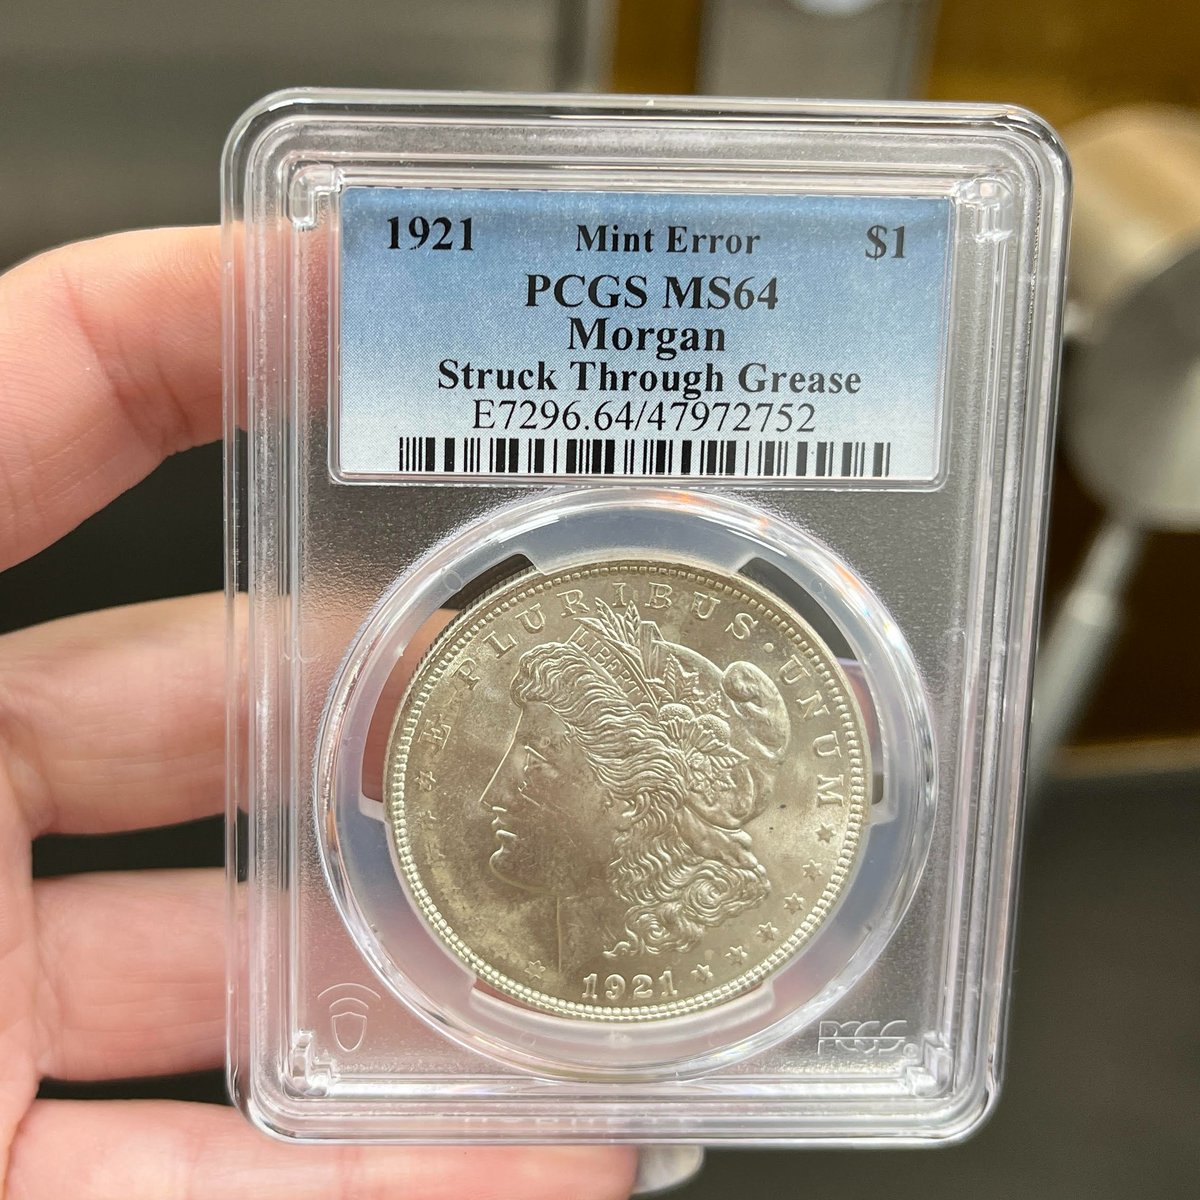 1921 Mint Error $1
PCGS MS64
Morgan
Struck Through Grease
E7296.64/47972752
E·PLURIBUS·UNUM
LIBERTY
1921
PCGS